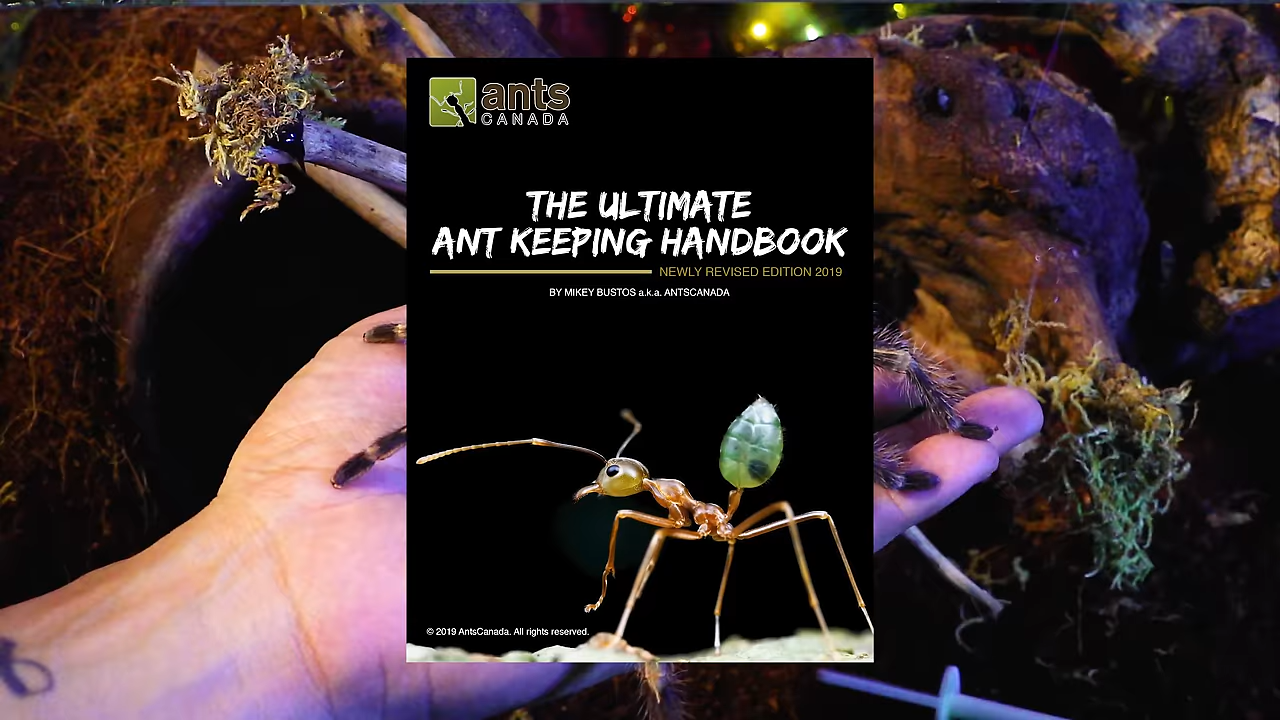 ants
CANADA
THE ULTIMATE
ANT KEEPING HANDBOOK
NEWLY REVISED EDITION 2019
BY MIKEY BUSTOS a.k.a. ANTSCANADA
© 2019 AntsCanada. All rights reserved.